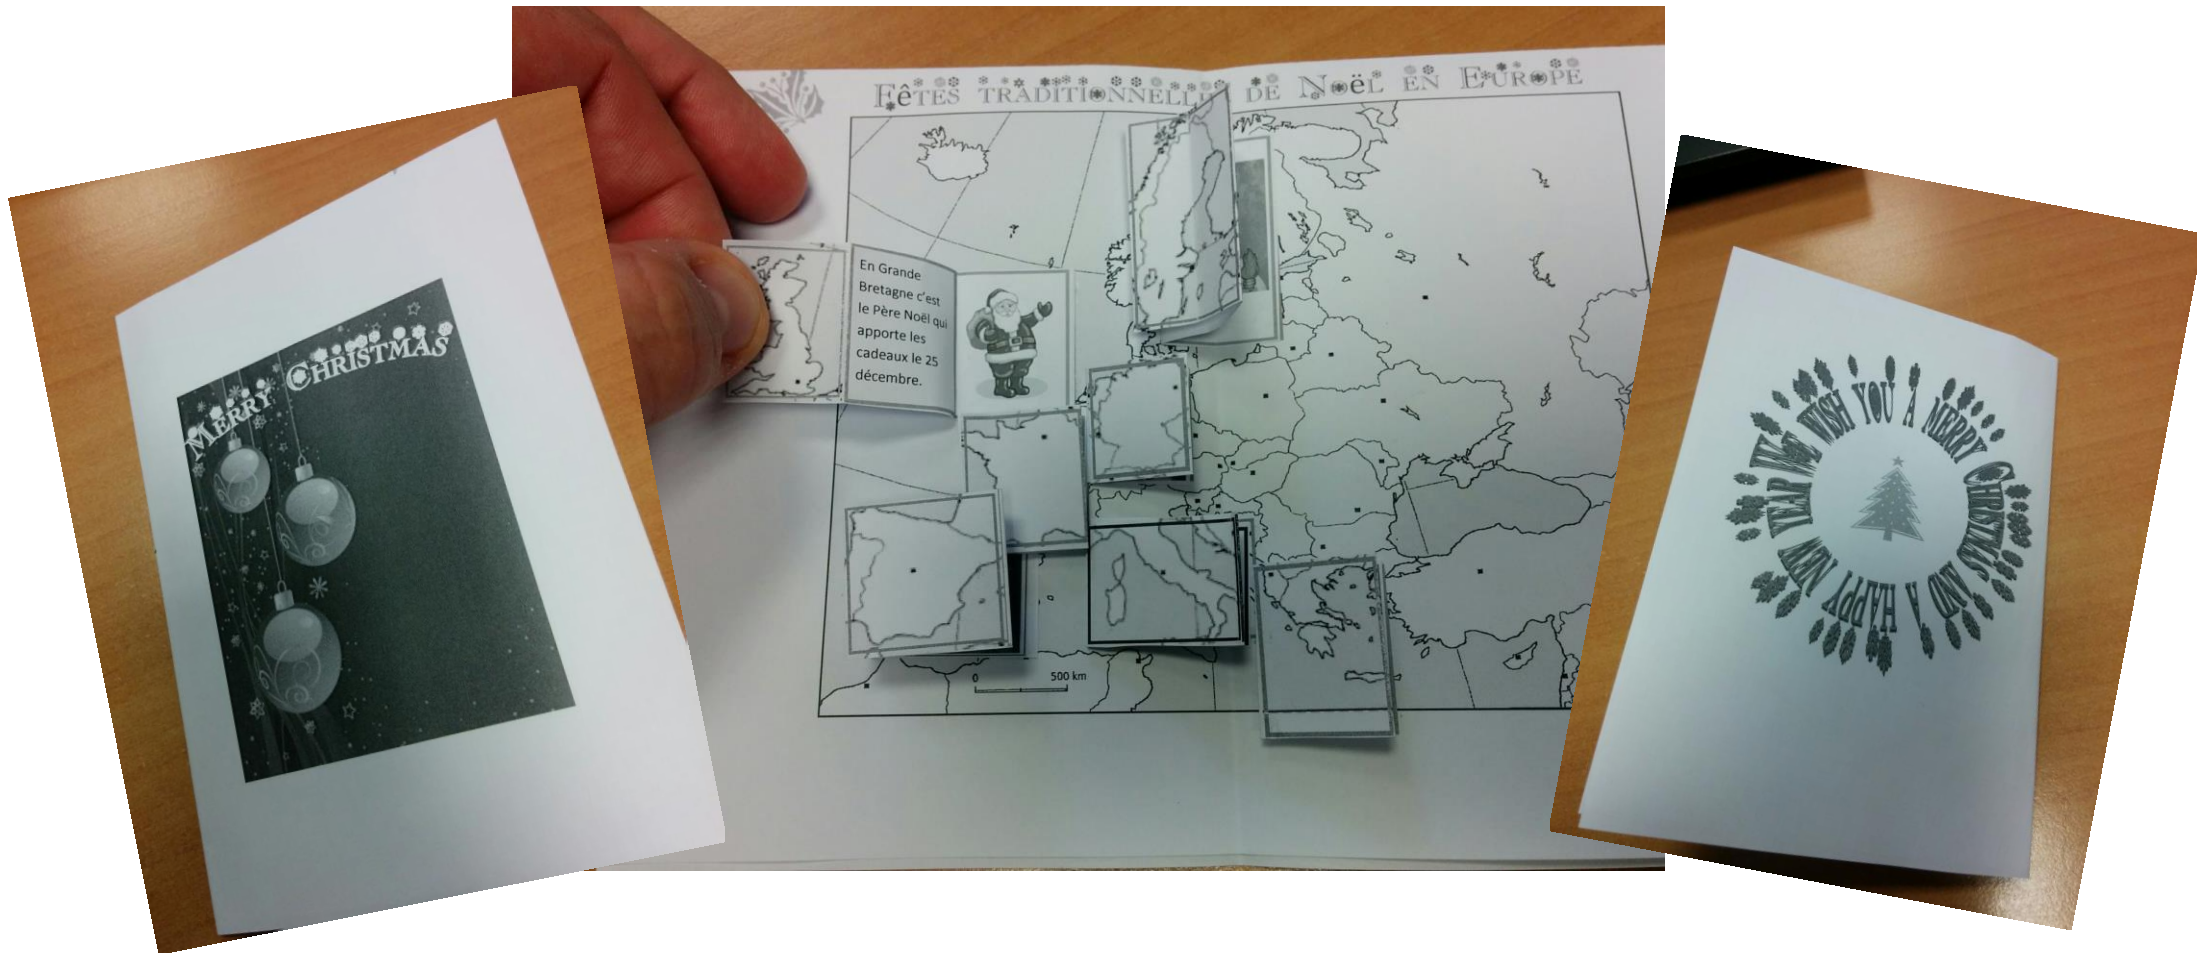 MERRY CHRISTMAS
FÊTES TRADITIONNELLES DE NOËL EN EUROPE
En Grande
Bretagne c'est
le Père Noël qui
apporte les
cadeaux le 25
décembre.
0 500 km
WE WISH YOU A MERRY CHRISTMAS AND A HAPPY NEW YEAR